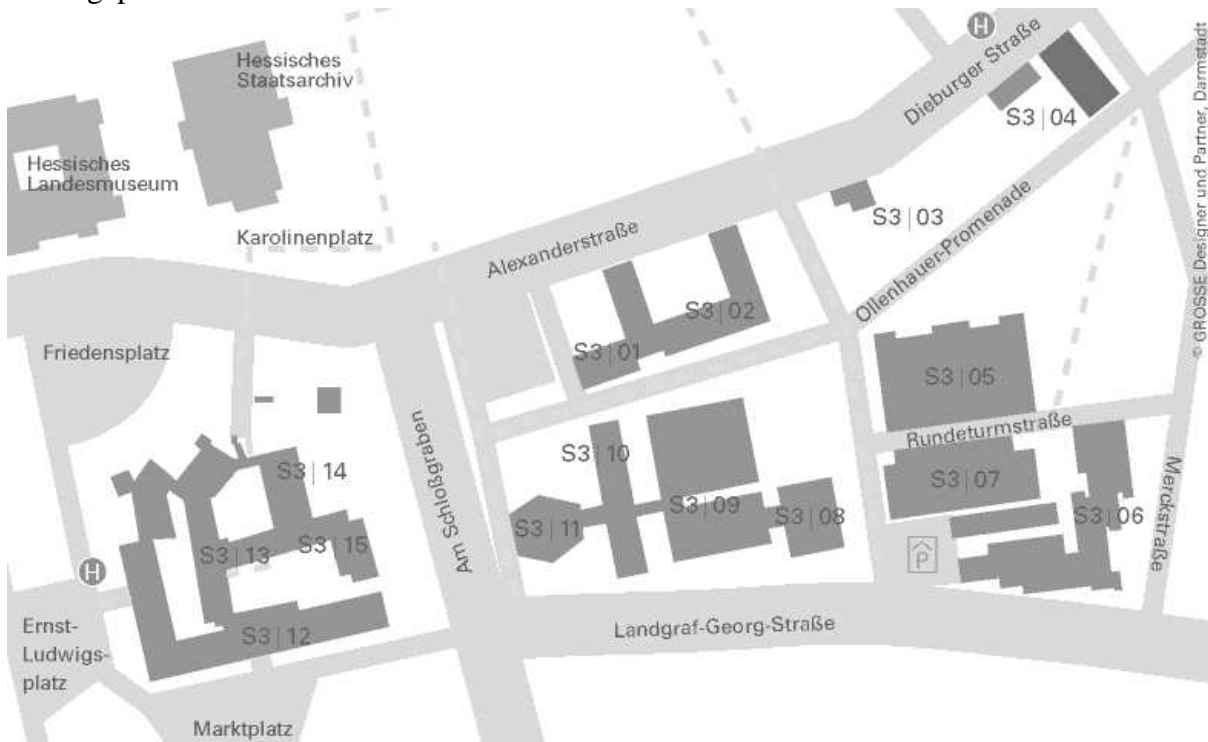 H
Hessisches
Staatsarchiv
Dieburger Straße
S3|04
Hessisches
Landesmuseum
S3|03
Karolinenplatz
Alexanderstraße
Ollenhauer-Promenade
© GROSSE Designer und Partner, Darmstadt
S3|02
S3|01
Friedensplatz
S3|05
Am Schloßgraben
Rundeturmstraße
S3|10
S3|14
S3|07
Merckstraße
S3|09
S3|08
S3|06
S3|11
S3|13
S3|15
P
H
Ernst-
Ludwigs-
platz
S3|12
Landgraf-Georg-Straße
Marktplatz